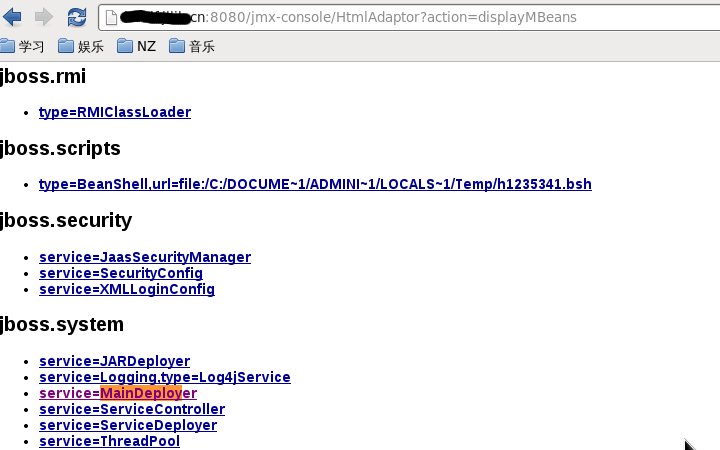 cn:8080/jmx-console/HtmlAdaptor?action=displayMBeans
学习 娱乐 NZ 音乐
jboss.rmi
type=RMIClassLoader
jboss.scripts
type=BeanShell,url=file:/C:/DOCUME~1/ADMINI~1/LOCALS~1/Temp/h1235341.bsh
jboss.security
service=JaasSecurityManager
service=SecurityConfig
service=XMLLoginConfig
jboss.system
service=JARDeployer
service=Logging,type=Log4jService
service=MainDeployer
service=ServiceController
service=ServiceDeployer
service=ThreadPool